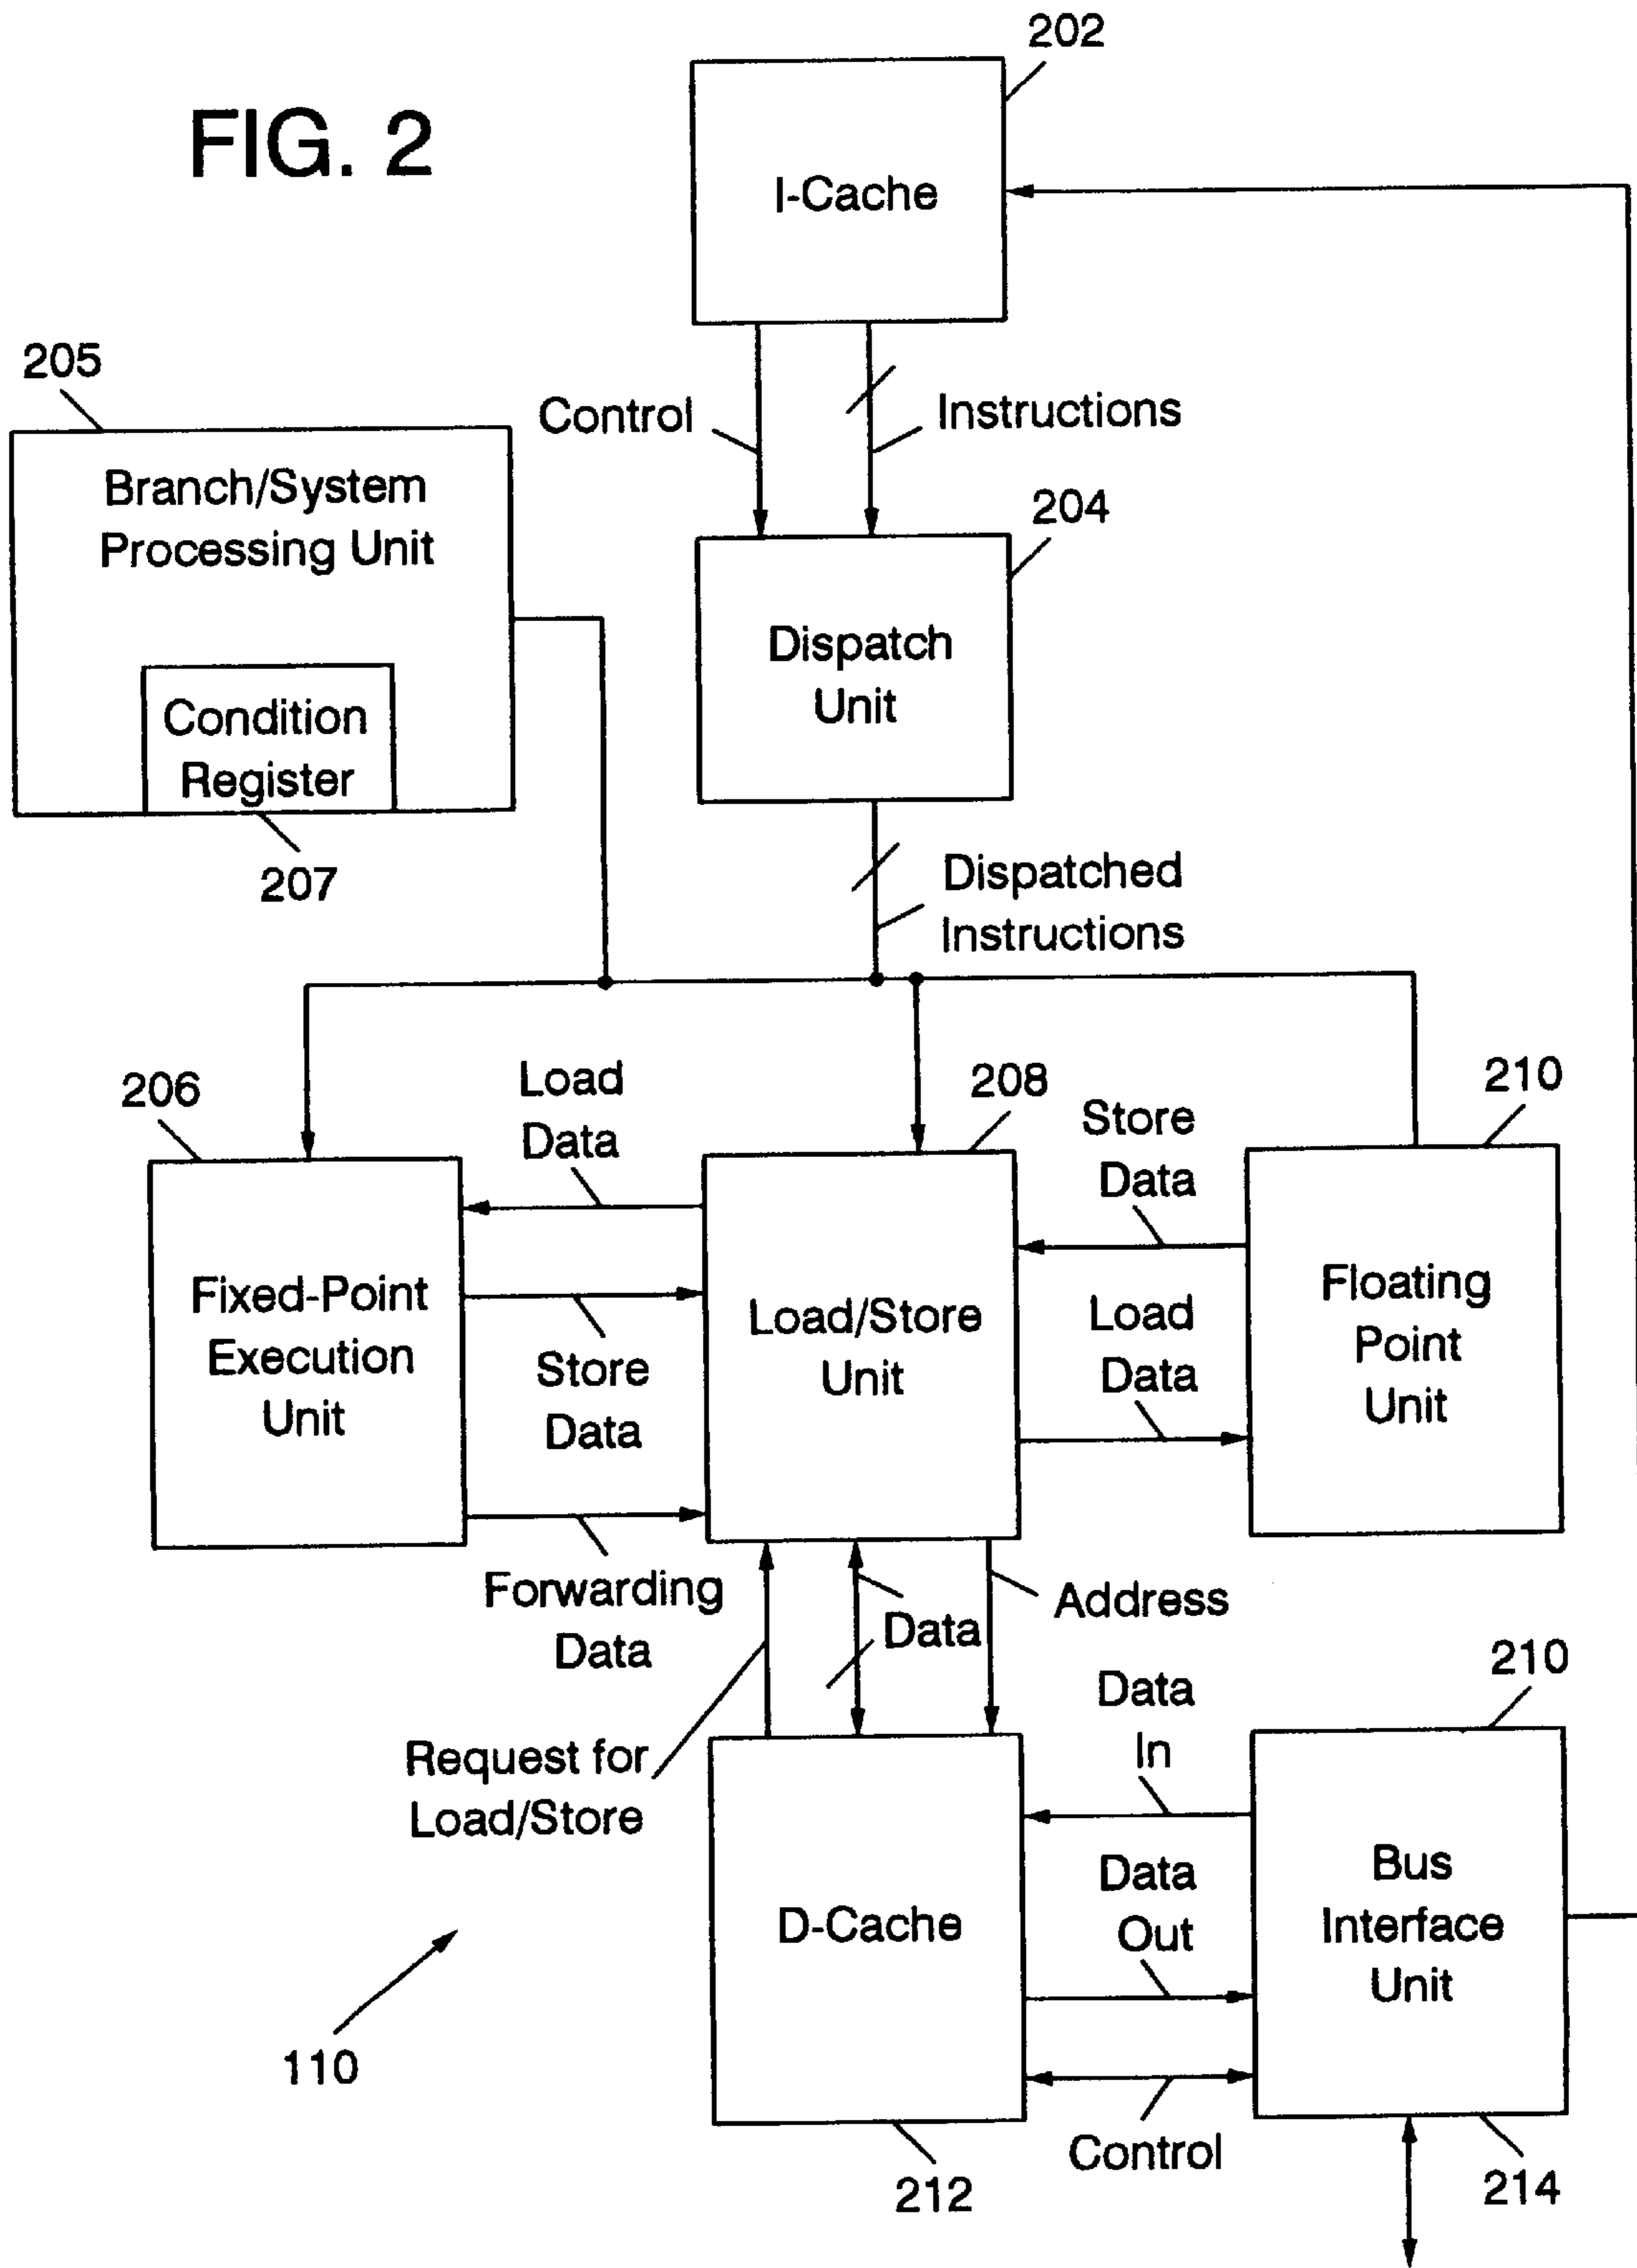 FIG. 2
202
I-Cache
205
Control
Instructions
Branch/System
Processing Unit
204
Dispatch
Unit
Condition
Register
207
Dispatched
Instructions
206
Load
Data
208
Store
Data
210
Fixed-Point
Execution
Unit
Load/Store
Unit
Floating
Point
Unit
Store
Data
Load
Data
Forwarding
Data
Data
Address
Request for
Load/Store
Data
In
210
D-Cache
Data
Out
Bus
Interface
Unit
110
Control
212
214